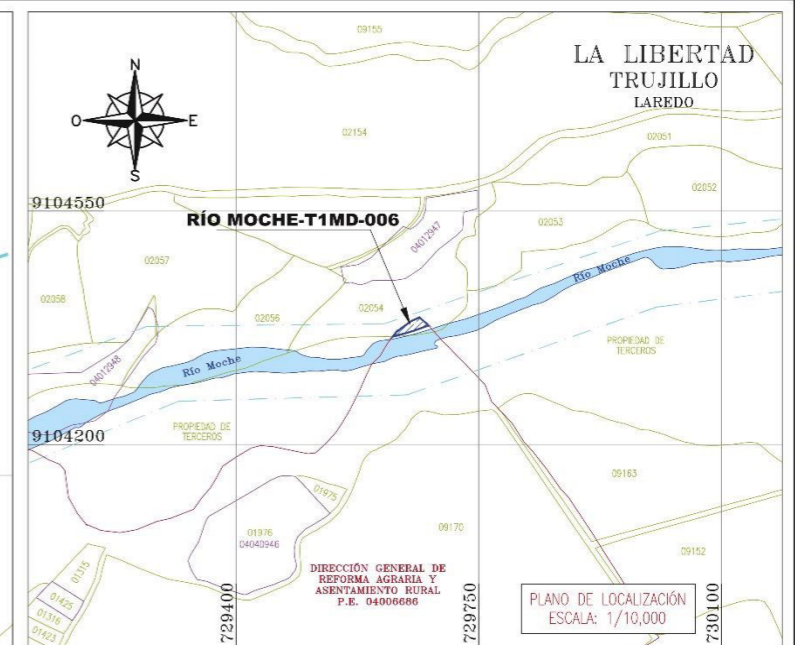 09155
LA LIBERTAD
TRUJILLO
LAREDO
N
O
E
S
02154
02051
02052
9104550
RÍO MOCHE-T1MD-006
04012947
02053
02057
Río Moche
02058
02056
02054
04012948
Río Moche
PROPIEDAD DE
TERCEROS
PROPIEDAD DE
TERCEROS
9104200
09163
01975
01976
04040946
09170
09152
01315
DIRECCIÓN GENERAL DE
REFORMA AGRARIA Y
ASENTAMIENTO RURAL
P.E. 04006686
01425
01316
01423
729400
729750
PLANO DE LOCALIZACIÓN
ESCALA: 1/10,000
730100